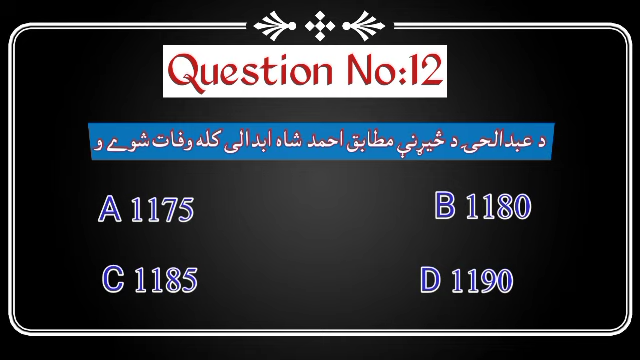 Question No:12
د عبدالحی د څیړنې مطابق احمد شاه ابدالی کله وفات شوے و
A 1175
B 1180
C 1185
D 1190